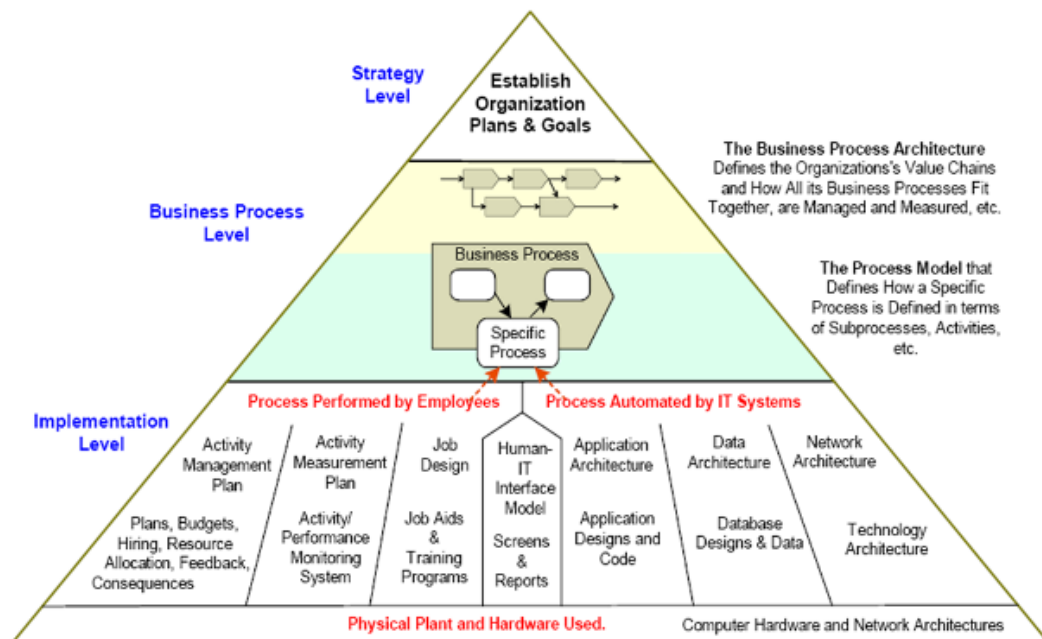 Strategy
Level
Establish
Organization
Plans & Goals
The Business Process Architecture
Defines the Organizations's Value Chains
and How All its Business Processes Fit
Together, are Managed and Measured, etc.
Business Process
Level
Business Process
Specific
Process
The Process Model that
Defines How a Specific
Process is Defined in terms
of Subprocesses, Activities,
etc.
Implementation
Level
Process Performed by Employees
Process Automated by IT Systems
Activity
Management
Plan
Activity
Measurement
Plan
Job
Design
Human-
IT
Interface
Model
Application
Architecture
Data
Architecture
Network
Architecture
Plans, Budgets,
Hiring, Resource
Allocation, Feedback,
Consequences
Activity/
Performance
Monitoring
System
Job Aids
&
Training
Programs
Screens
&
Reports
Application
Designs and
Code
Database
Designs & Data
Technology
Architecture
Physical Plant and Hardware Used.
Computer Hardware and Network Architectures